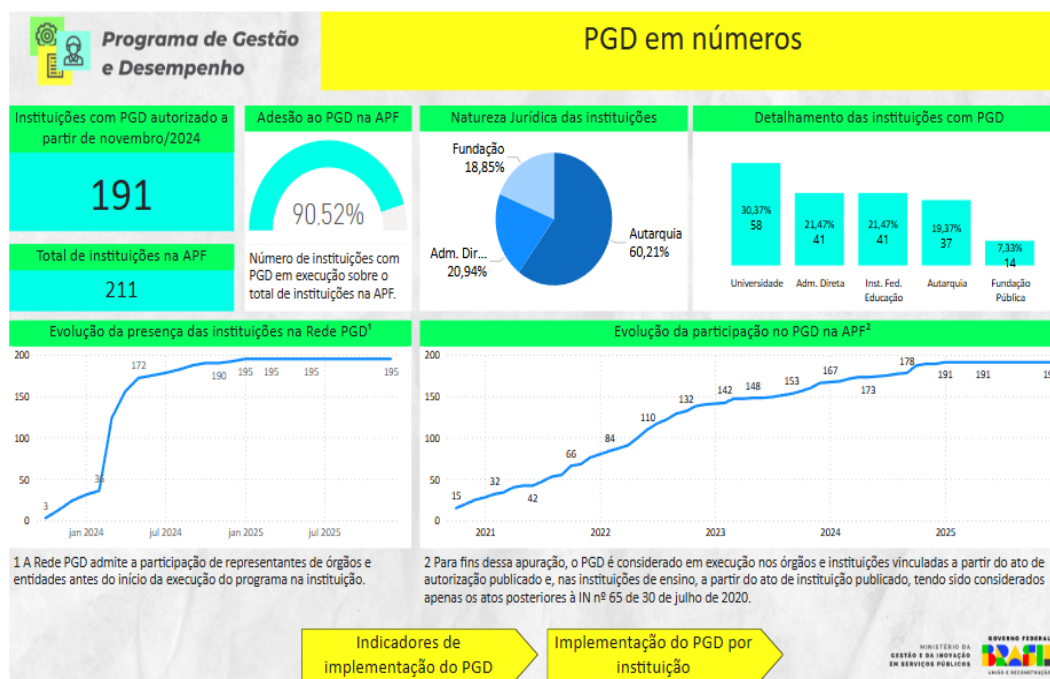 Programa de Gestão
e Desempenho
PGD em números
Instituições com PGD autorizado a
partir de novembro/2024
191
Total de instituições na APF
211
Adesão ao PGD na APF
90,52%
Número de instituições com
PGD em execução sobre o
total de instituições na APF.
Natureza Jurídica das instituições
Fundação
18,85%
Adm. Dir...
20,94%
Autarquia
60,21%
Detalhamento das instituições com PGD
30,37%
58
21,47%
41
21,47%
41
19,37%
37
7,33%
14
Universidade
Adm. Direta
Inst. Fed.
Educação
Autarquia
Fundação
Pública
Evolução da presença das instituições na Rede PGD¹
200
150
100
50
0
3
172
190
195
195
195
195
jan 2024
jul 2024
jan 2025
jul 2025
Evolução da participação no PGD na APF²
200
150
100
50
0
15
32
42
66
84
110
132
142
148
153
167
173
178
191
191
2021
2022
2023
2024
2025
1 A Rede PGD admite a participação de representantes de órgãos e
entidades antes do início da execução do programa na instituição.
2 Para fins dessa apuração, o PGD é considerado em execução nos órgãos e instituições vinculadas a partir do ato de
autorização publicado e, nas instituições de ensino, a partir do ato de instituição publicado, tendo sido considerados
apenas os atos posteriores à IN nº 65 de 30 de julho de 2020.
Indicadores de
implementação do PGD
Implementação do PGD por
instituição
MINISTÉRIO DA
GESTÃO E DA INOVAÇÃO
EM SERVIÇOS PÚBLICOS
GOVERNO FEDERAL
BRASIL
UNIÃO E RECONSTRUÇÃO